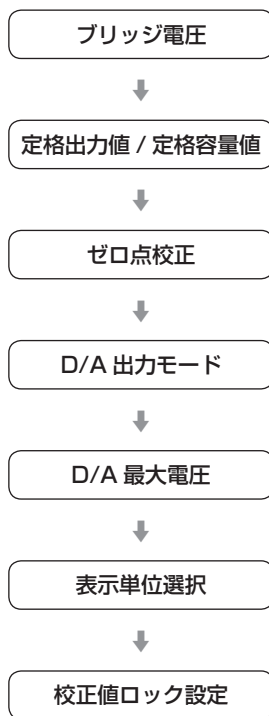 ブリッジ電圧
定格出力値 / 定格容量値
ゼロ点校正
D/A 出力モード
D/A 最大電圧
表示単位選択
校正値ロック設定